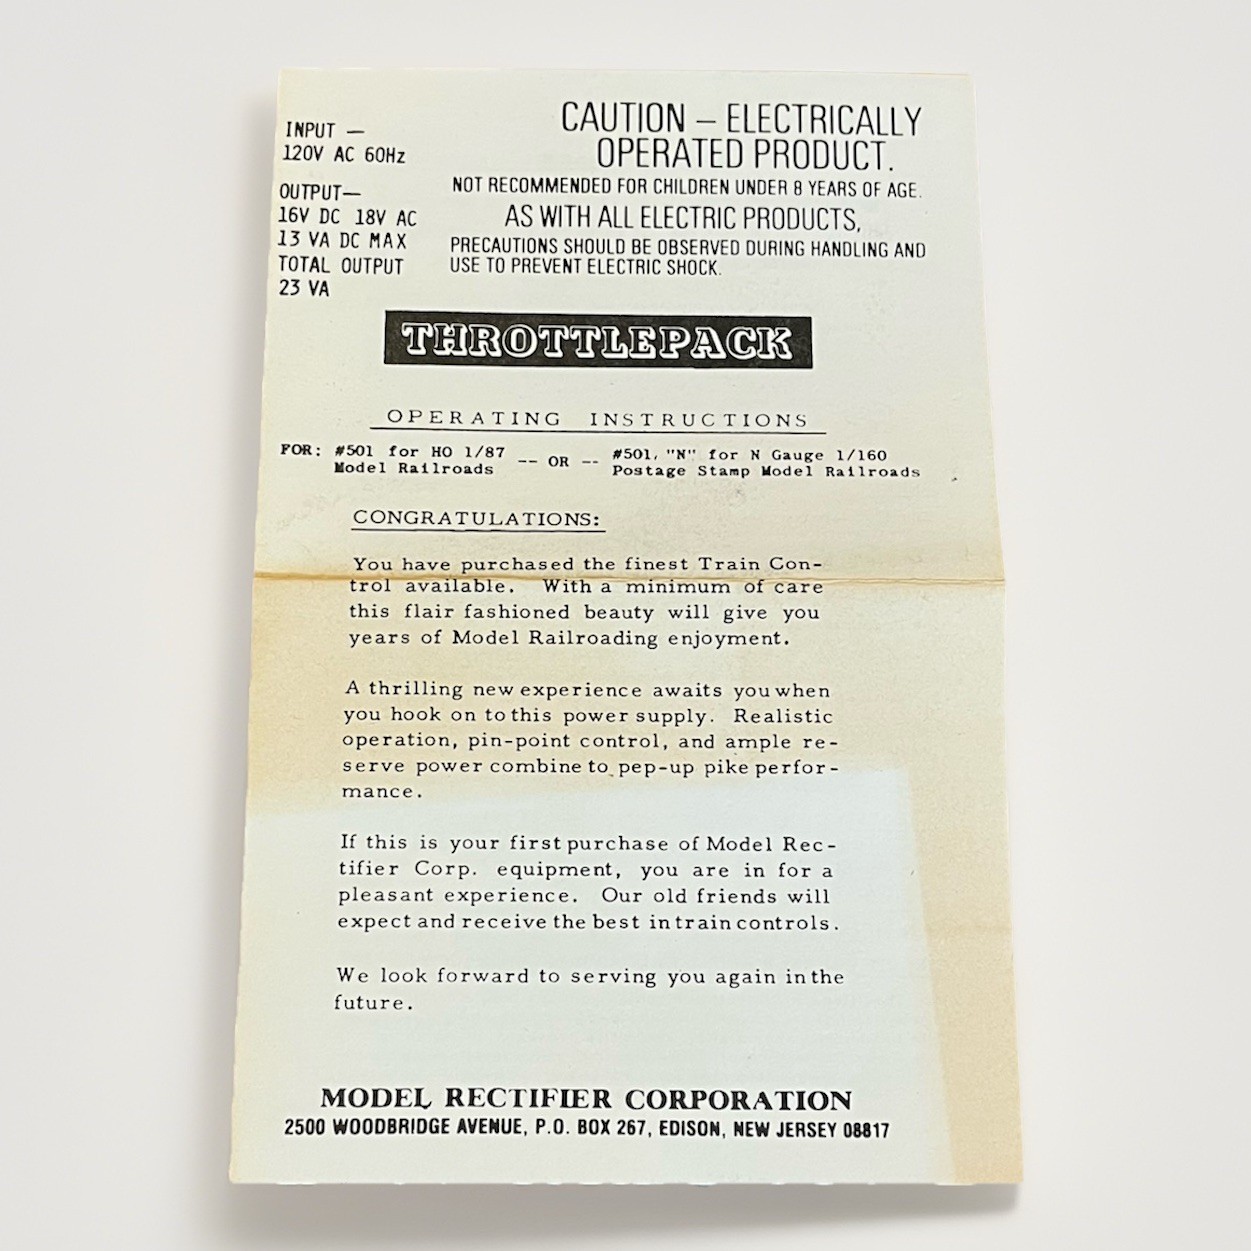 INPUT —
120V AC 60Hz
OUTPUT—
16V DC 18V AC
13 VA DC MAX
TOTAL OUTPUT
23 VA
CAUTION – ELECTRICALLY
OPERATED PRODUCT.
NOT RECOMMENDED FOR CHILDREN UNDER 8 YEARS OF AGE.
AS WITH ALL ELECTRIC PRODUCTS,
PRECAUTIONS SHOULD BE OBSERVED DURING HANDLING AND
USE TO PREVENT ELECTRIC SHOCK.
THROTTLEPACK
OPERATING INSTRUCTIONS
FOR: #501 for HO 1/87 -- OR -- #501, "N" for N Gauge 1/160
Model Railroads Postage Stamp Model Railroads
CONGRATULATIONS:
You have purchased the finest Train Con-
trol available. With a minimum of care
this flair fashioned beauty will give you
years of Model Railroading enjoyment.
A thrilling new experience awaits you when
you hook on to this power supply. Realistic
operation, pin-point control, and ample re-
serve power combine to pep-up pike perfor-
mance.
If this is your first purchase of Model Rec-
tifier Corp. equipment, you are in for a
pleasant experience. Our old friends will
expect and receive the best in train controls.
We look forward to serving you again in the
future.
MODEL RECTIFIER CORPORATION
2500 WOODBRIDGE AVENUE, P.O. BOX 267, EDISON, NEW JERSEY 08817